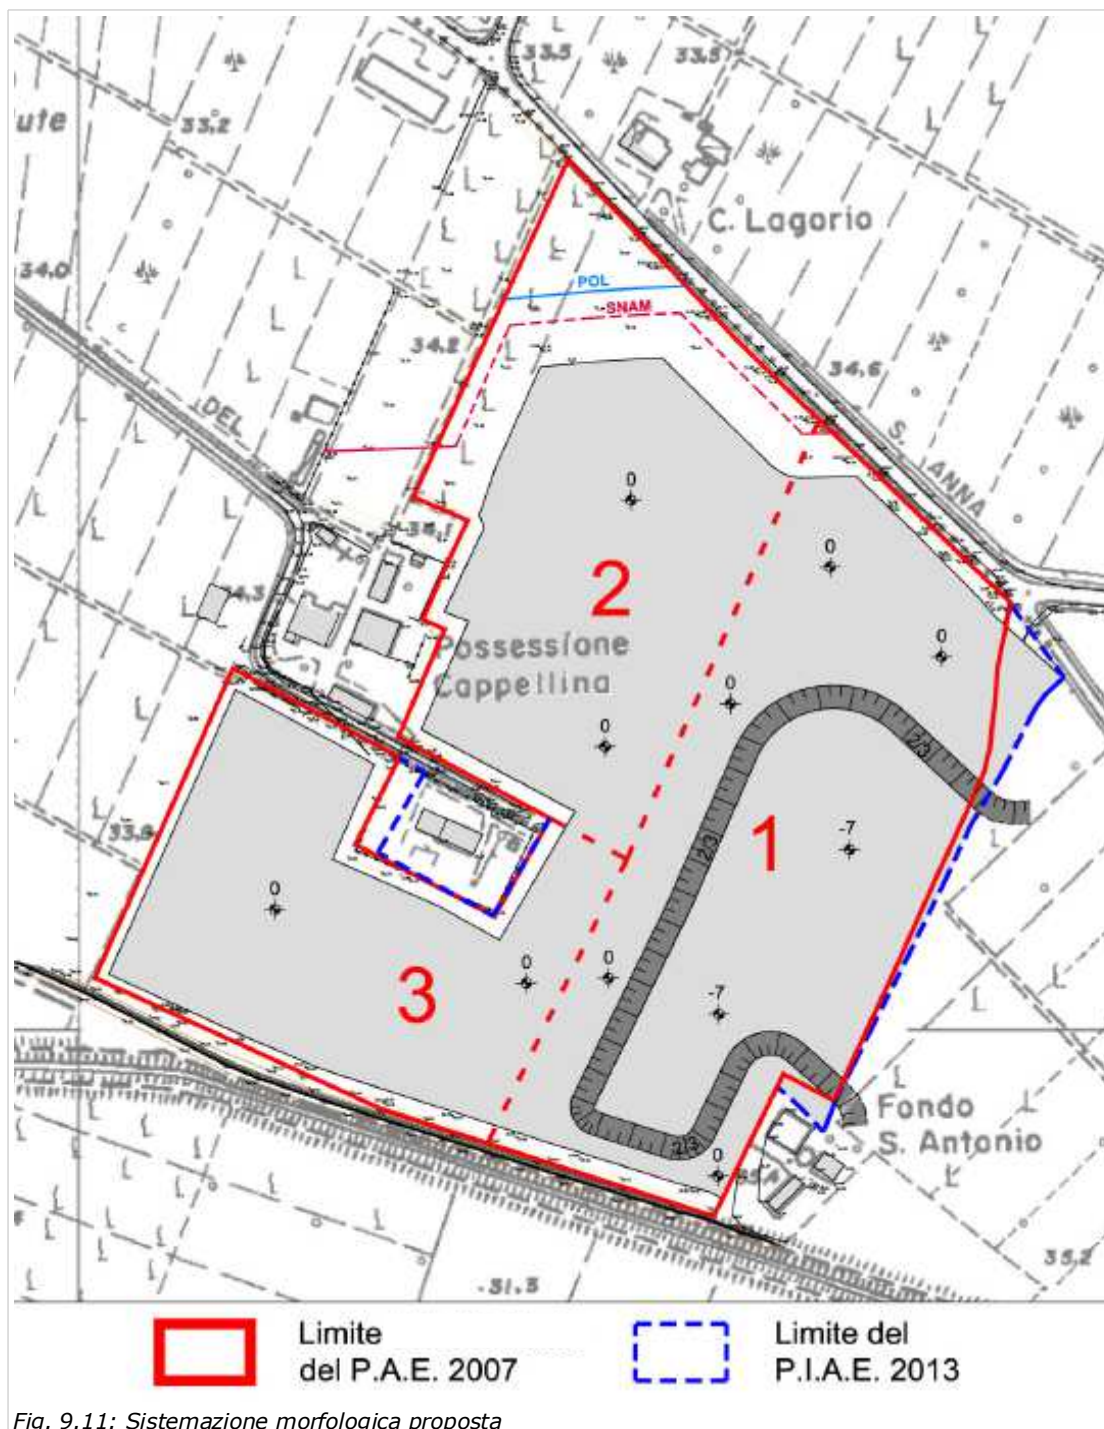 33.5
33.5
ute
33.2
C. Lagorio
34.0
POL
SNAM
34.2
34.6
DEL
S. ANNA
0
0
2
34.3
Possessione
Cappellina
0
0
0
2/3
33.9
1
-7
2/3
0
0
0
3
-7
Fondo
S. Antonio
2/3
0
35.2
31.3
Limite
del P.A.E. 2007
Limite del
P.I.A.E. 2013
Fig. 9.11: Sistemazione morfologica proposta